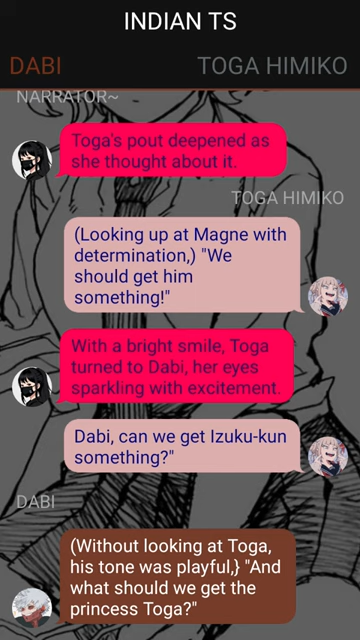 INDIAN TS
DABI
TOGA HIMIKO
NARRATOR~
Toga's pout deepened as
she thought about it.
TOGA HIMIKO
(Looking up at Magne with
determination,) "We
should get him
something!"
With a bright smile, Toga
turned to Dabi, her eyes
sparkling with excitement.
Dabi, can we get Izuku-kun
something?"
DABI
(Without looking at Toga,
his tone was playful,} "And
what should we get the
princess Toga?"